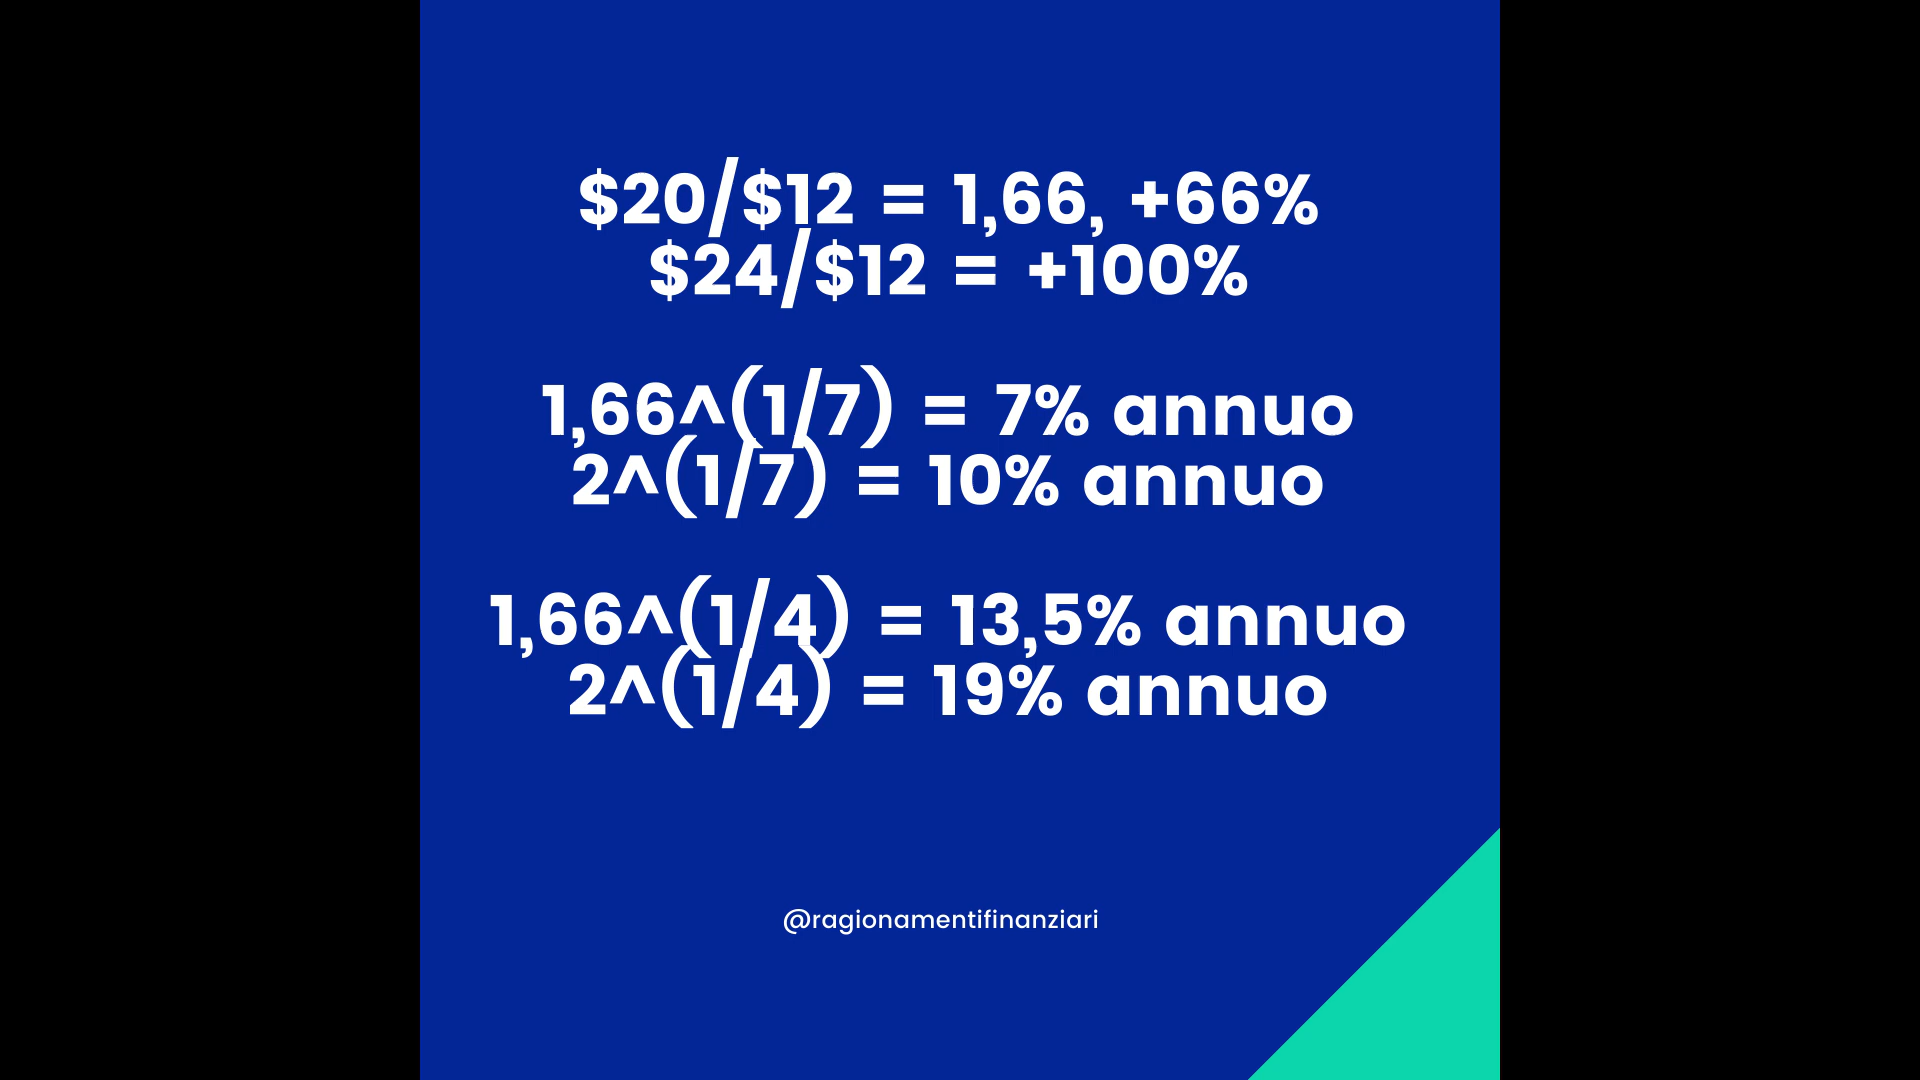 $20/$12 = 1,66, +66%
$24/$12 = +100%
1,66^(1/7) = 7% annuo
2^(1/7) = 10% annuo
1,66^(1/4) = 13,5% annuo
2^(1/4) = 19% annuo
@ragionamentifinanziari